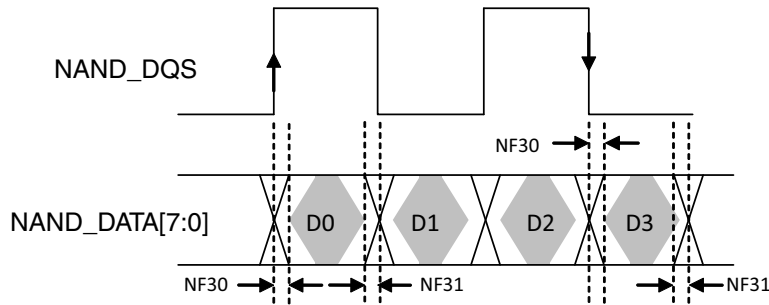 NAND_DQS
NF30
NAND_DATA[7:0]
D0 D1 D2 D3
NF30 NF31 NF31